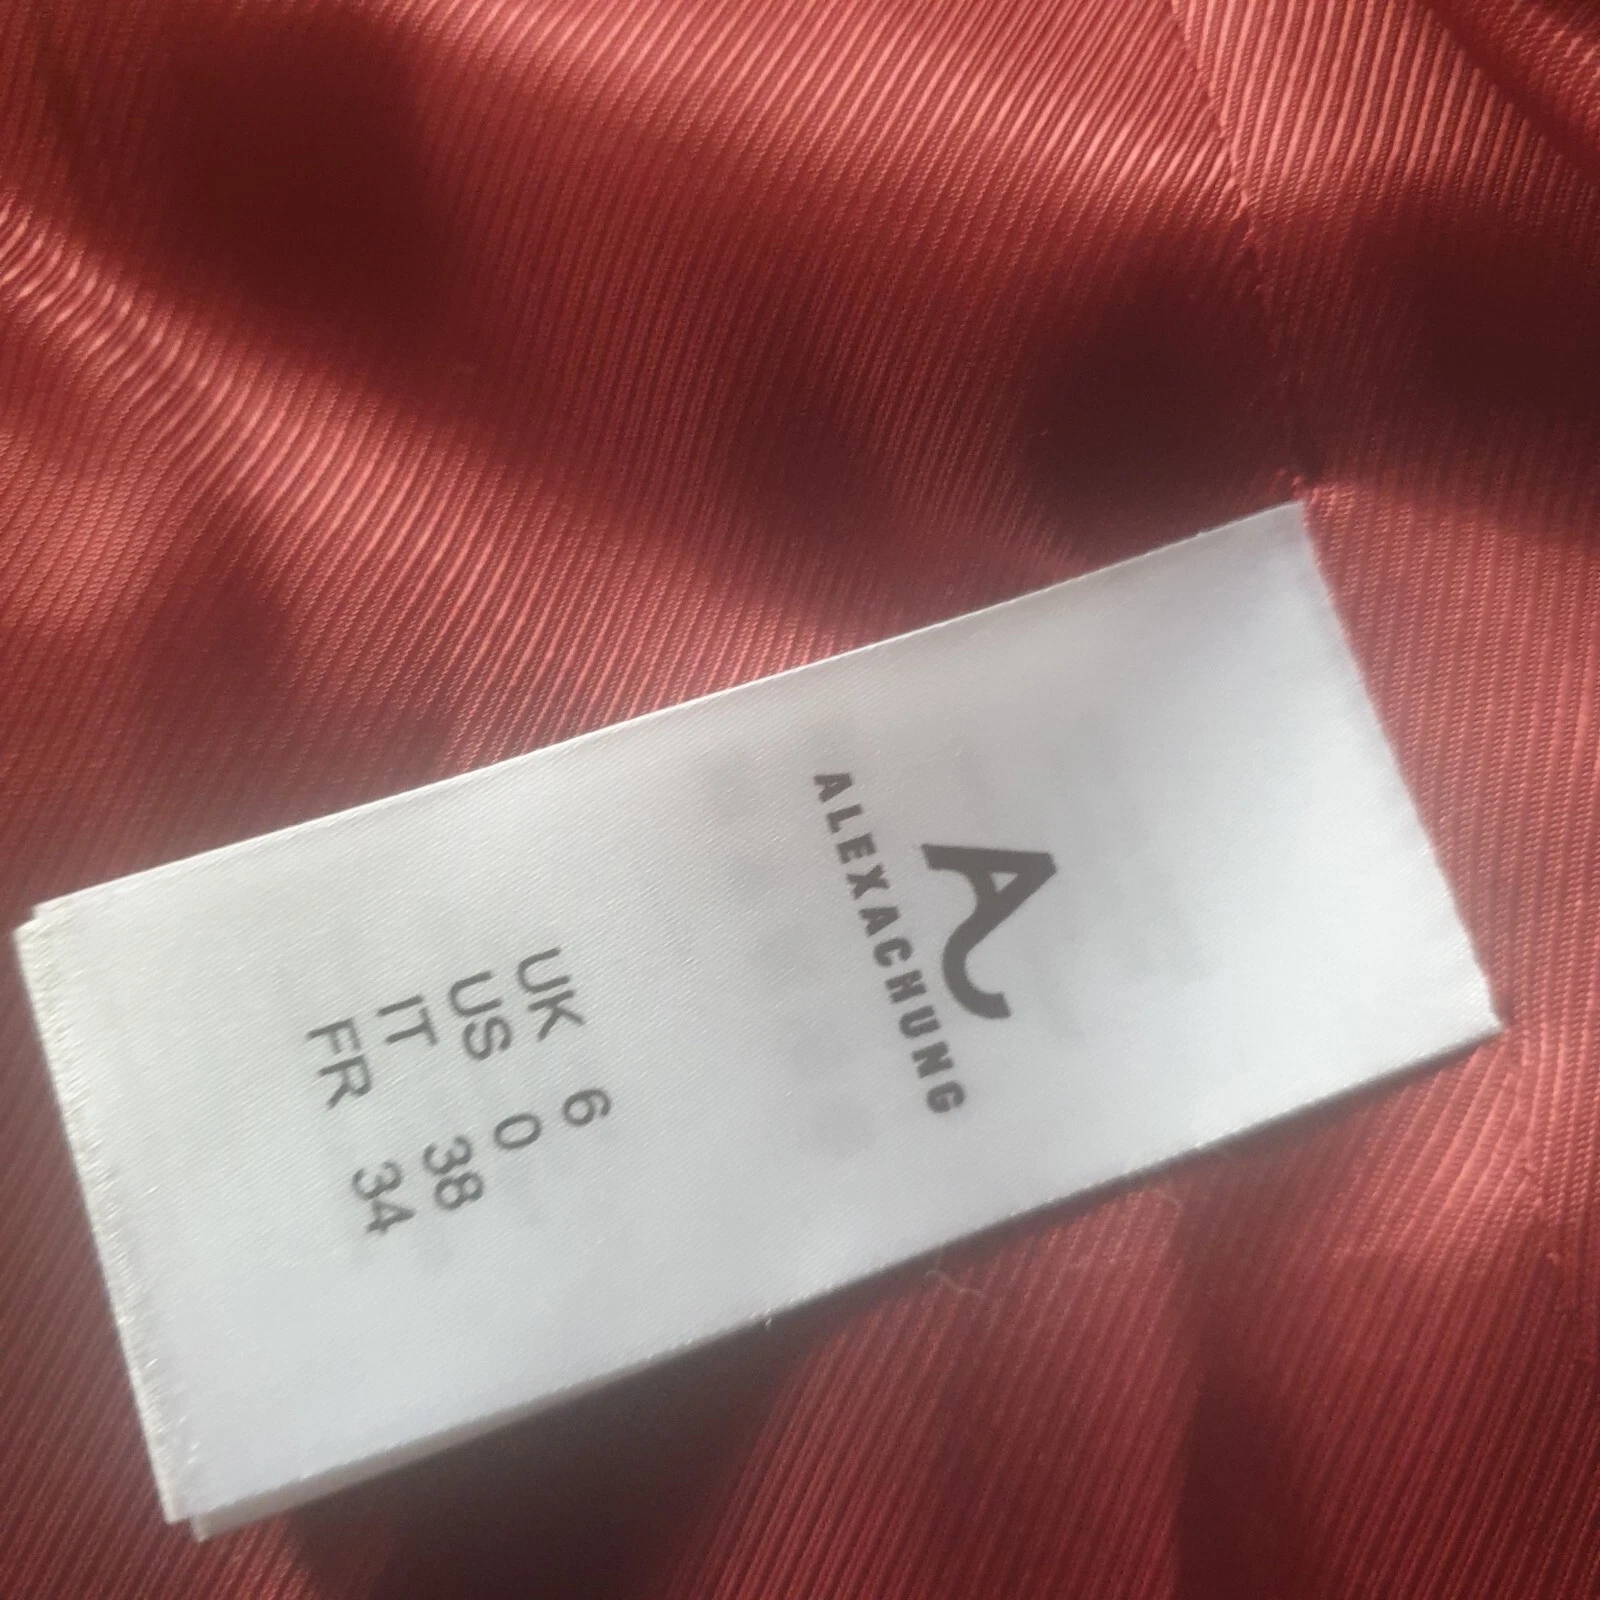 A
ALEXACHUNG
UK 6
US 0
IT 38
FR 34